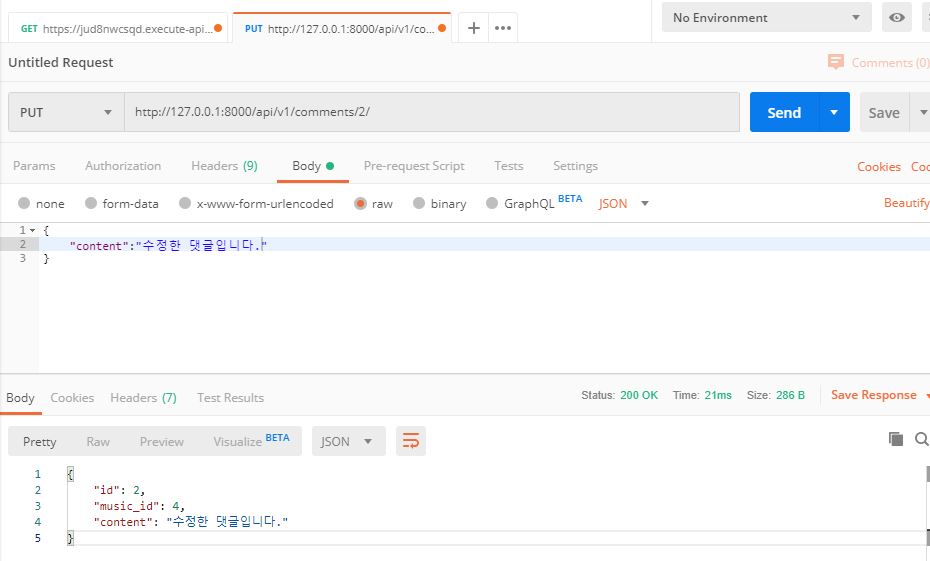 GET https://jud8nwcsqd.execute-api...
PUT http://127.0.0.1:8000/api/v1/co...
No Environment
Untitled Request
Comments (0)
PUT
http://127.0.0.1:8000/api/v1/comments/2/
Send
Save
Params Authorization Headers (9) Body Pre-request Script Tests Settings
Cookies
none form-data x-www-form-urlencoded raw binary GraphQL BETA JSON
Beautify
1 {
2 "content":"수정한 댓글입니다."
3 }
Body Cookies Headers (7) Test Results
Status: 200 OK Time: 21ms Size: 286 B
Save Response
Pretty Raw Preview Visualize BETA JSON
1 {
2 "id": 2,
3 "music_id": 4,
4 "content": "수정한 댓글입니다."
5 }